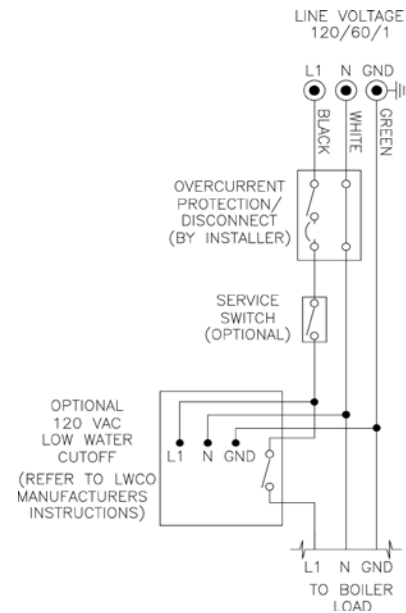 LINE VOLTAGE
120/60/1
L1 N GND
BLACK
WHITE
GREEN
OVERCURRENT
PROTECTION/
DISCONNECT
(BY INSTALLER)
SERVICE
SWITCH
(OPTIONAL)
OPTIONAL
120 VAC
LOW WATER
CUTOFF
(REFER TO LWCO
MANUFACTURERS
INSTRUCTIONS)
L1 N GND
L1 N GND
TO BOILER
LOAD